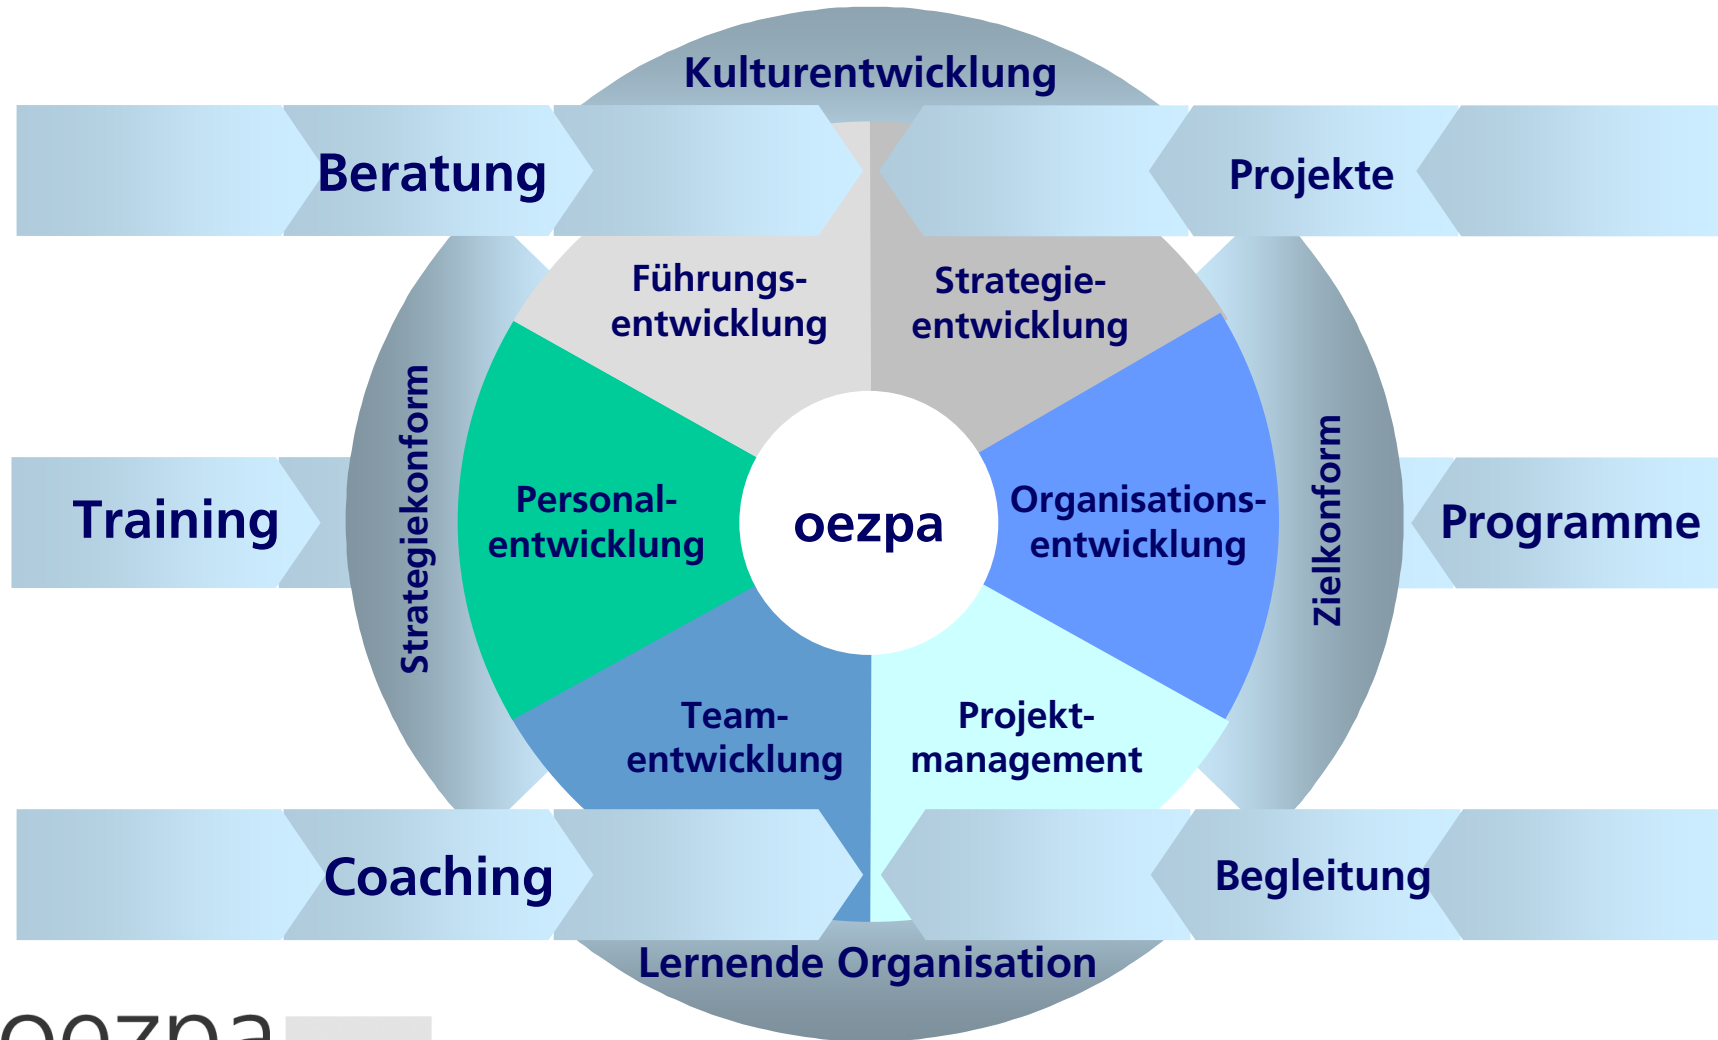 Kulturentwicklung
Beratung
Projekte
Führungs-
entwicklung
Strategie-
entwicklung
Strategiekonform
Zielkonform
Training
Personal-
entwicklung
oezpa
Organisations-
entwicklung
Programme
Team-
entwicklung
Projekt-
management
Coaching
Begleitung
Lernende Organisation
oezpa